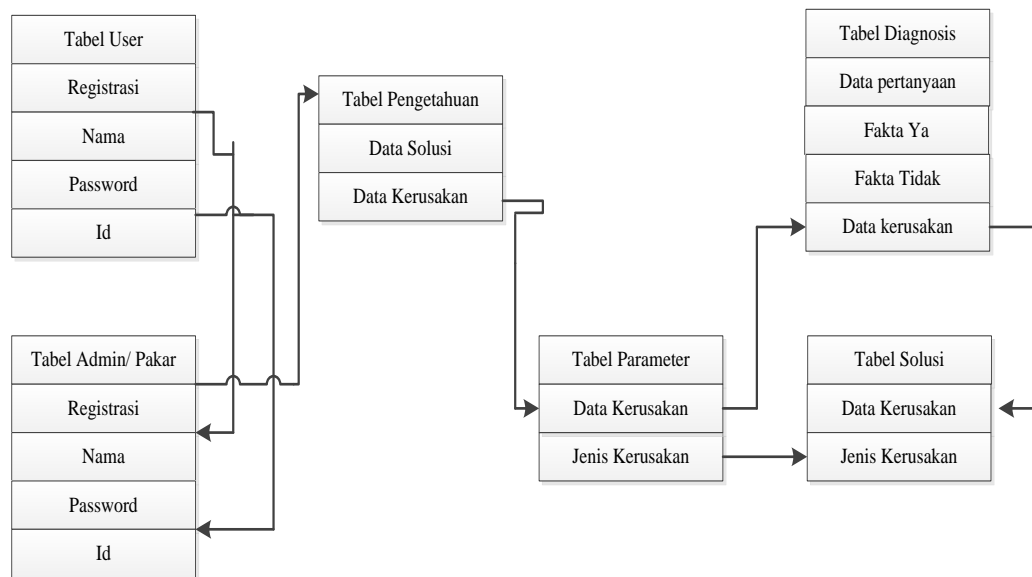 Tabel User
Registrasi
Nama
Password
Id
Tabel Admin/ Pakar
Registrasi
Nama
Password
Id
Tabel Pengetahuan
Data Solusi
Data Kerusakan
Tabel Parameter
Data Kerusakan
Jenis Kerusakan
Tabel Diagnosis
Data pertanyaan
Fakta Ya
Fakta Tidak
Data kerusakan
Tabel Solusi
Data Kerusakan
Jenis Kerusakan